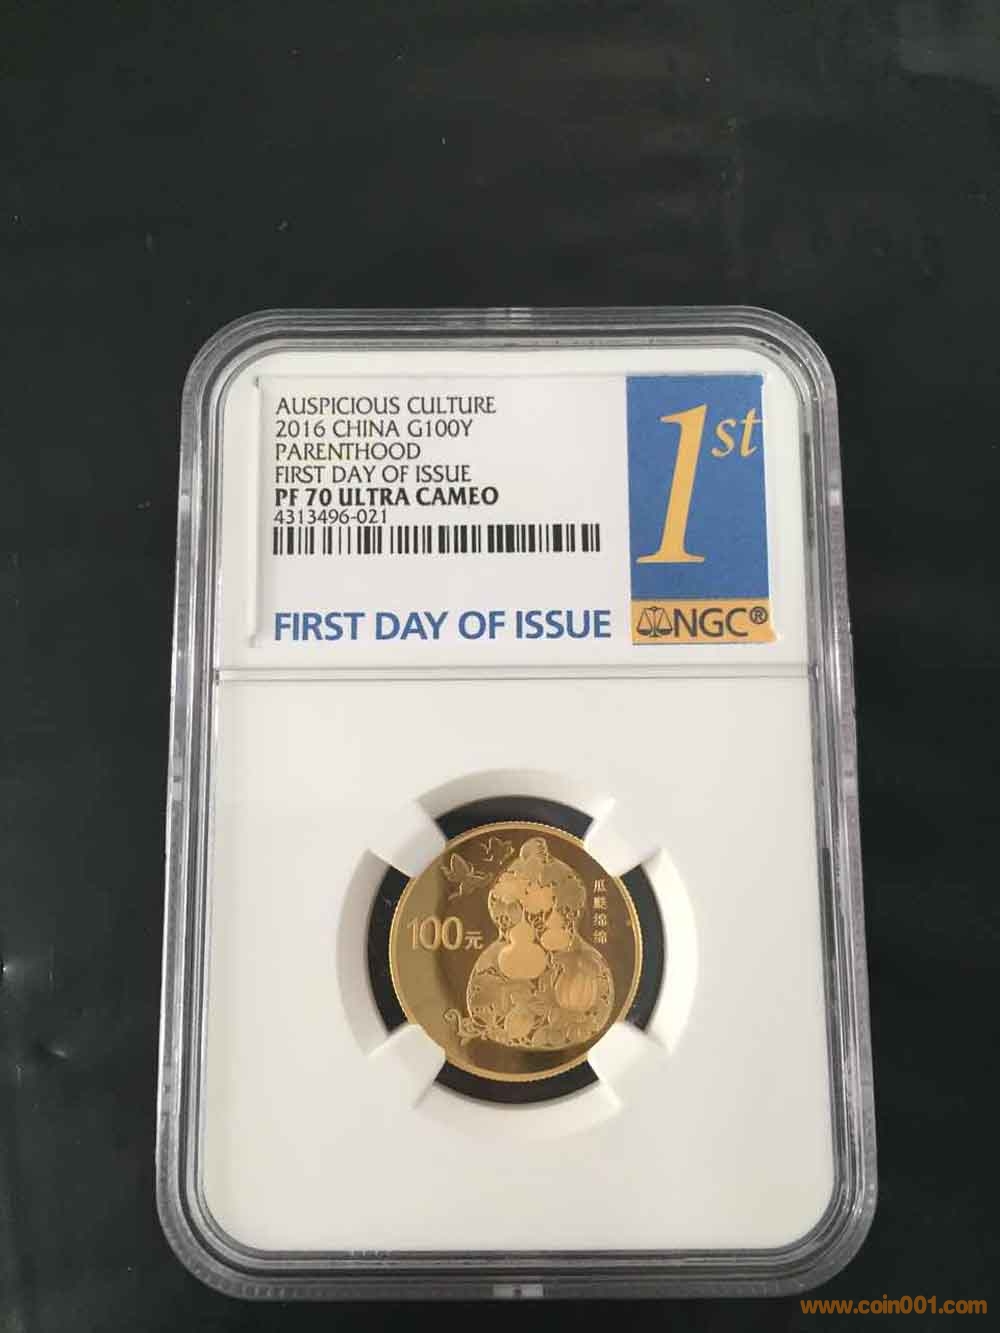 AUSPICIOUS CULTURE
2016 CHINA G100Y
PARENTHOOD
FIRST DAY OF ISSUE
PF 70 ULTRA CAMEO
4313496-021
1st
FIRST DAY OF ISSUE
NGC®
100元
瓜瓞绵绵
www.coin001.com